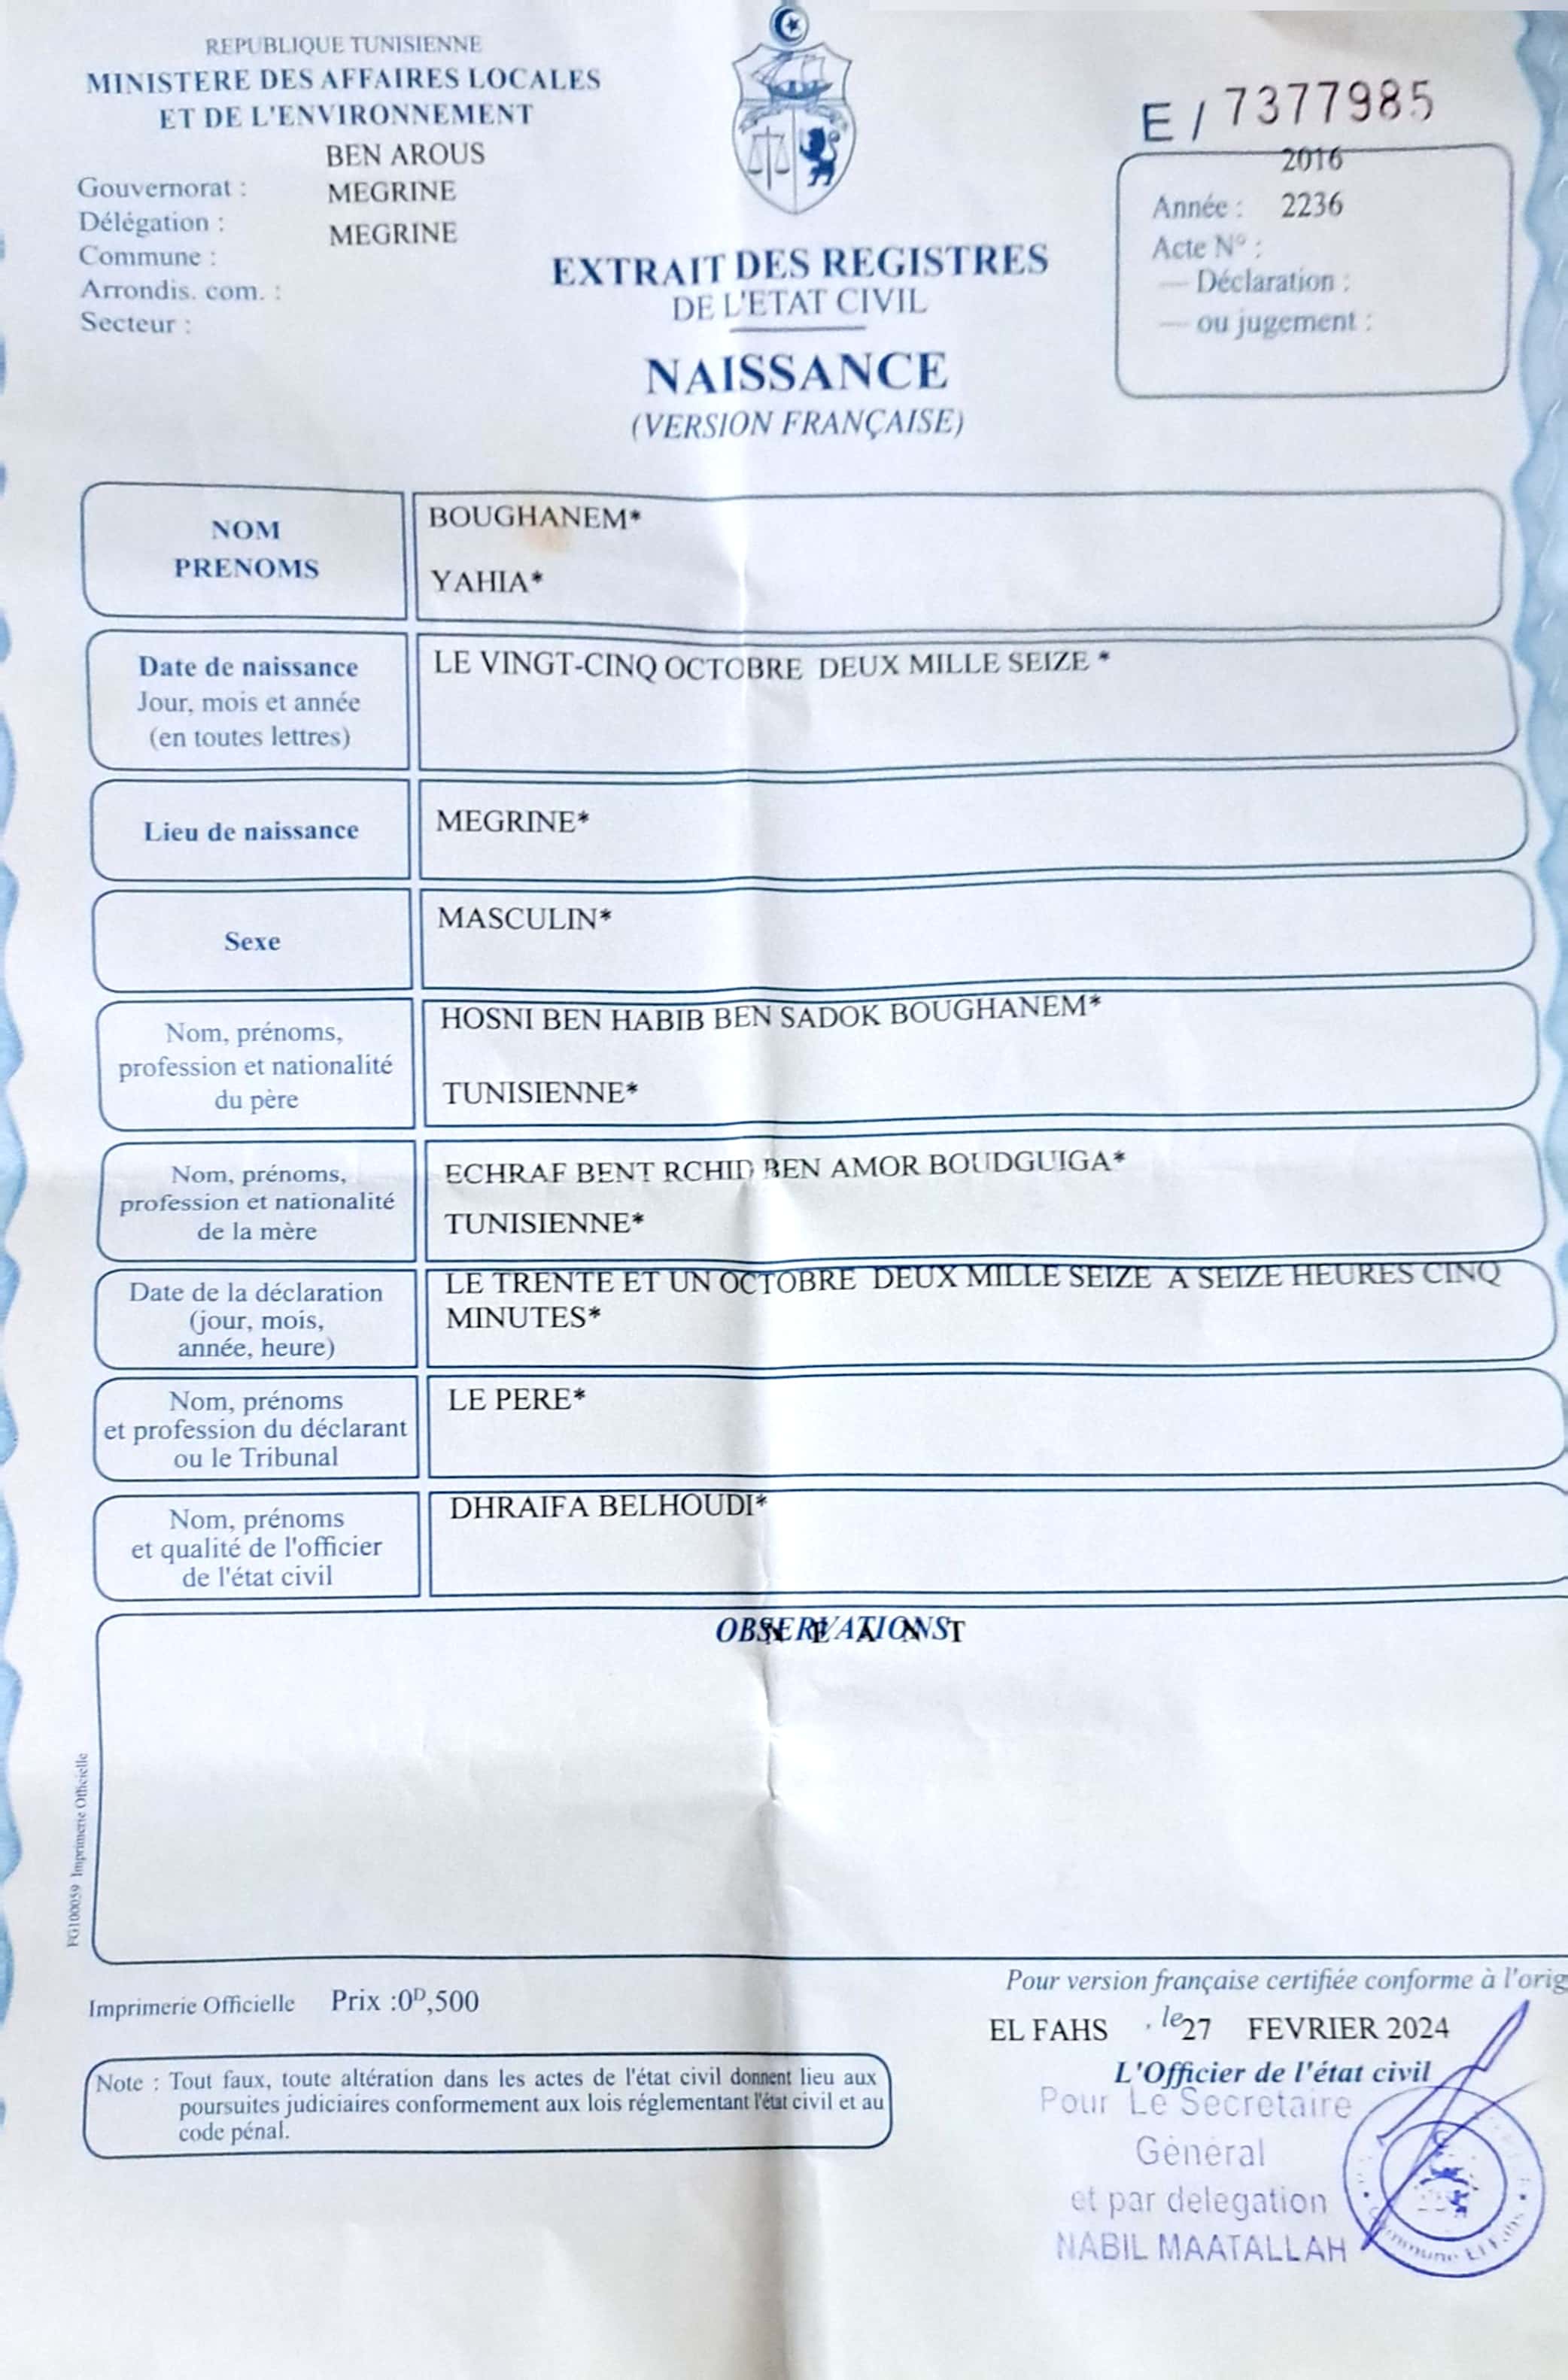 REPUBLIQUE TUNISIENNE
MINISTERE DES AFFAIRES LOCALES
ET DE L'ENVIRONNEMENT
BEN AROUS
Gouvernorat :
MEGRINE
Délégation :
MEGRINE
Commune :
Arrondis. com. :
Secteur :
E / 7377985
2016
Année : 2236
Acte N° :
— Déclaration :
— ou jugement :
EXTRAIT DES REGISTRES
DE L'ETAT CIVIL
NAISSANCE
(VERSION FRANÇAISE)
NOM
PRENOMS
BOUGHANEM*
YAHIA*
Date de naissance
Jour, mois et année
(en toutes lettres)
LE VINGT-CINQ OCTOBRE DEUX MILLE SEIZE *
Lieu de naissance
MEGRINE*
Sexe
MASCULIN*
Nom, prénoms,
profession et nationalité
du père
HOSNI BEN HABIB BEN SADOK BOUGHANEM*
TUNISIENNE*
Nom, prénoms,
profession et nationalité
de la mère
ECHRAF BENT RCHID BEN AMOR BOUDGUIGA*
TUNISIENNE*
Date de la déclaration
(jour, mois,
année, heure)
LE TRENTE ET UN OCTOBRE DEUX MILLE SEIZE A SEIZE HEURES CINQ
MINUTES*
Nom, prénoms
et profession du déclarant
ou le Tribunal
LE PERE*
Nom, prénoms
et qualité de l'officier
de l'état civil
DHRAIFA BELHOUDI*
OBSERVATIONS
N E A N T
FG100059 Imprimerie Officielle
Imprimerie Officielle Prix :0D,500
Pour version française certifiée conforme à l'orig
EL FAHS , le 27 FEVRIER 2024
L'Officier de l'état civil
Pour Le Secretaire
Général
et par delegation
NABIL MAATALLAH
Commune El Fahs
Note : Tout faux, toute altération dans les actes de l'état civil donnent lieu aux
poursuites judiciaires conformement aux lois réglementant l'état civil et au
code pénal.